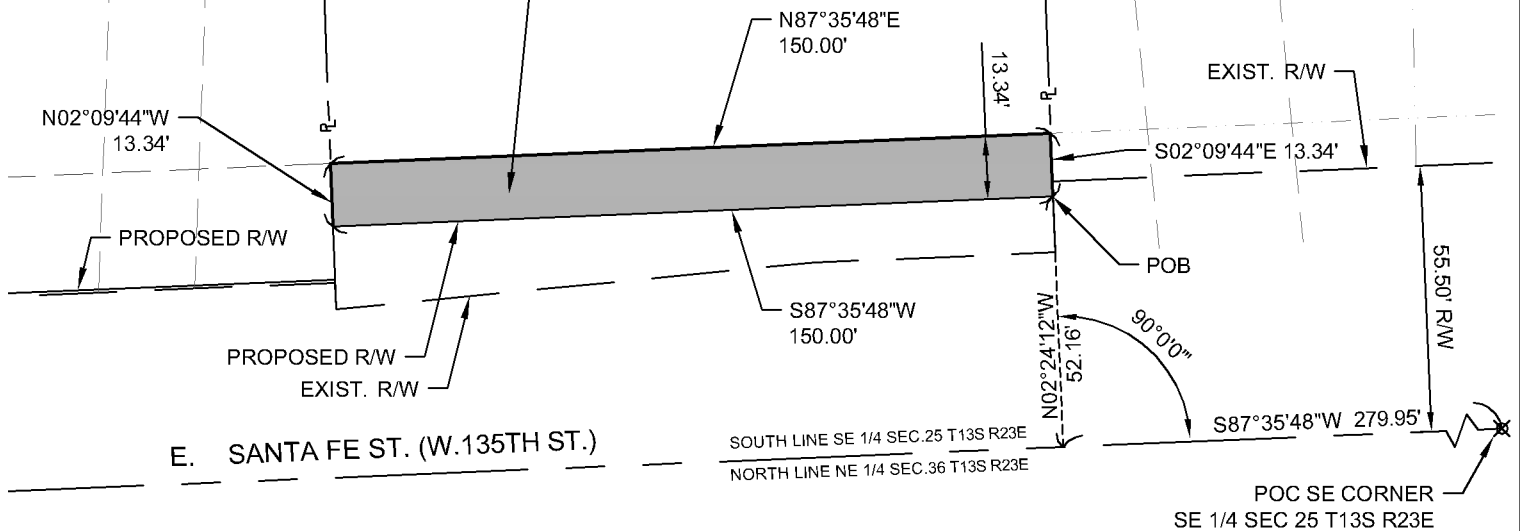 N87°35'48"E
150.00'
13.34'
EXIST. R/W
PL
PL
N02°09'44"W
13.34'
S02°09'44"E 13.34'
PROPOSED R/W
POB
55.50' R/W
S87°35'48"W
150.00'
N02°24'12"W
52.16'
90°0'0"'
PROPOSED R/W
EXIST. R/W
S87°35'48"W 279.95'
E. SANTA FE ST. (W.135TH ST.)
SOUTH LINE SE 1/4 SEC.25 T13S R23E
NORTH LINE NE 1/4 SEC.36 T13S R23E
POC SE CORNER
SE 1/4 SEC 25 T13S R23E